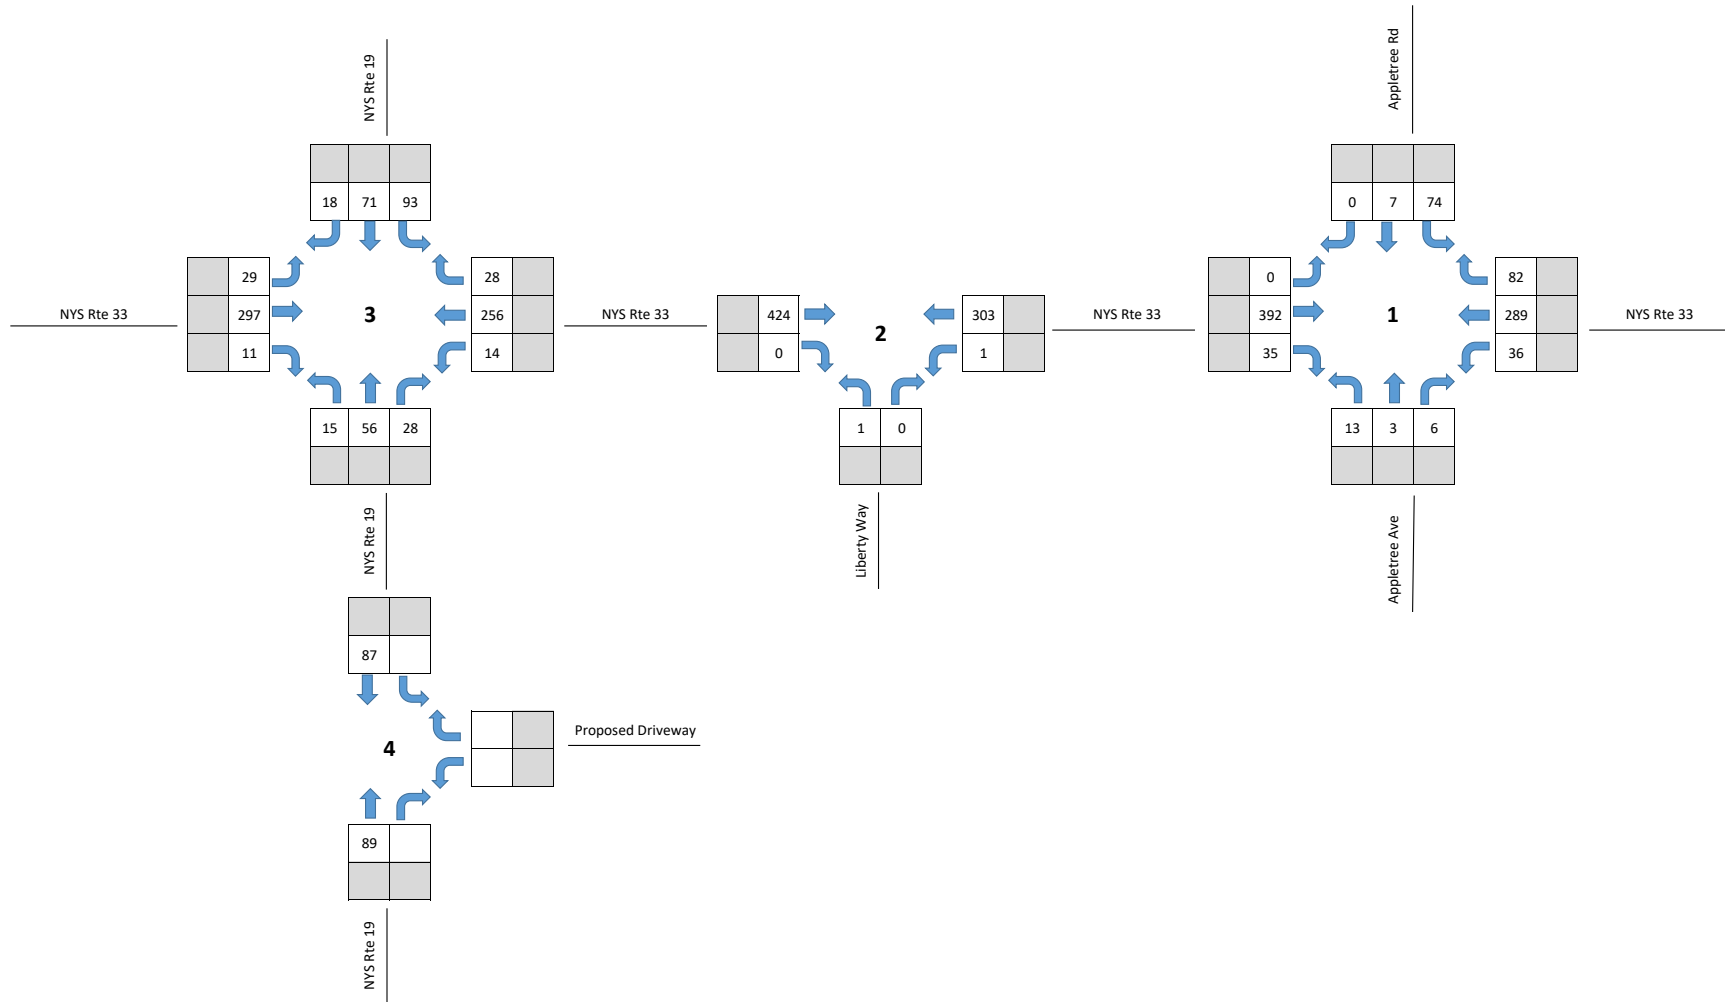 Appletree Rd
NYS Rte 19
18 71 93
0 7 74
29
297
11
3
28
256
14
NYS Rte 33
NYS Rte 33
424
0
2
303
1
NYS Rte 33
0
392
35
1
82
289
36
NYS Rte 33
15 56 28
1 0
13 3 6
NYS Rte 19
Liberty Way
Appletree Ave
87
4
Proposed Driveway
89
NYS Rte 19